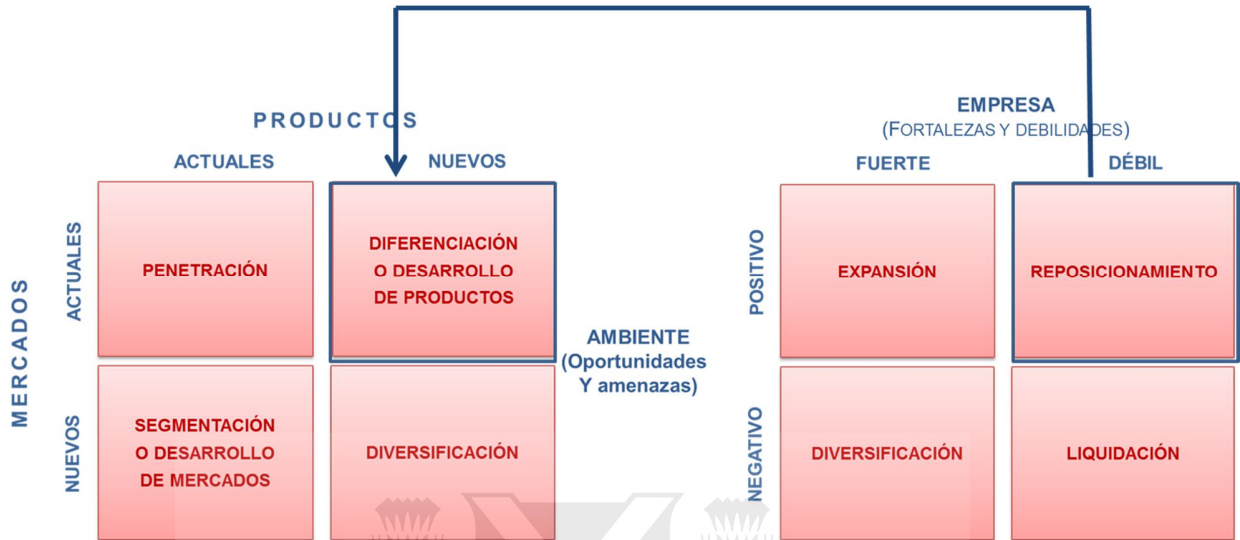 PRODUCTOS
ACTUALES
NUEVOS
MERCADOS
ACTUALES
NUEVOS
PENETRACIÓN
DIFERENCIACIÓN
O DESARROLLO
DE PRODUCTOS
SEGMENTACIÓN
O DESARROLLO
DE MERCADOS
DIVERSIFICACIÓN
EMPRESA
(FORTALEZAS Y DEBILIDADES)
FUERTE
DÉBIL
AMBIENTE
(Oportunidades
Y amenazas)
POSITIVO
NEGATIVO
EXPANSIÓN
REPOSICIONAMIENTO
DIVERSIFICACIÓN
LIQUIDACIÓN